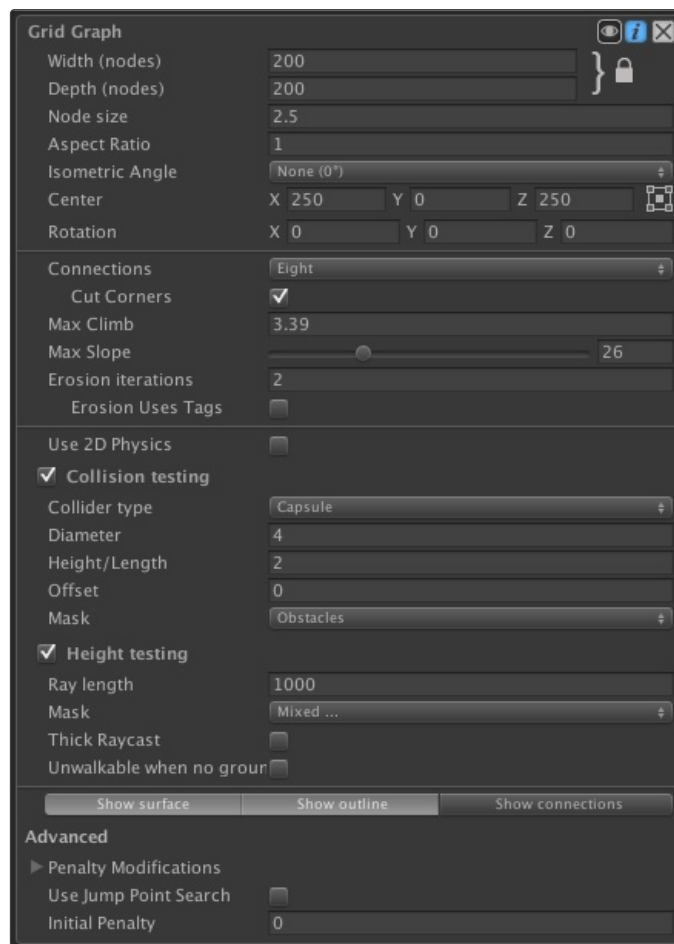 Grid Graph
Width (nodes) 200
Depth (nodes) 200
Node size 2.5
Aspect Ratio 1
Isometric Angle None (0°)
Center X 250 Y 0 Z 250
Rotation X 0 Y 0 Z 0
Connections Eight
Cut Corners
Max Climb 3.39
Max Slope 26
Erosion iterations 2
Erosion Uses Tags
Use 2D Physics
Collision testing
Collider type Capsule
Diameter 4
Height/Length 2
Offset 0
Mask Obstacles
Height testing
Ray length 1000
Mask Mixed ...
Thick Raycast
Unwalkable when no groun
Show surface Show outline Show connections
Advanced
Penalty Modifications
Use Jump Point Search
Initial Penalty 0